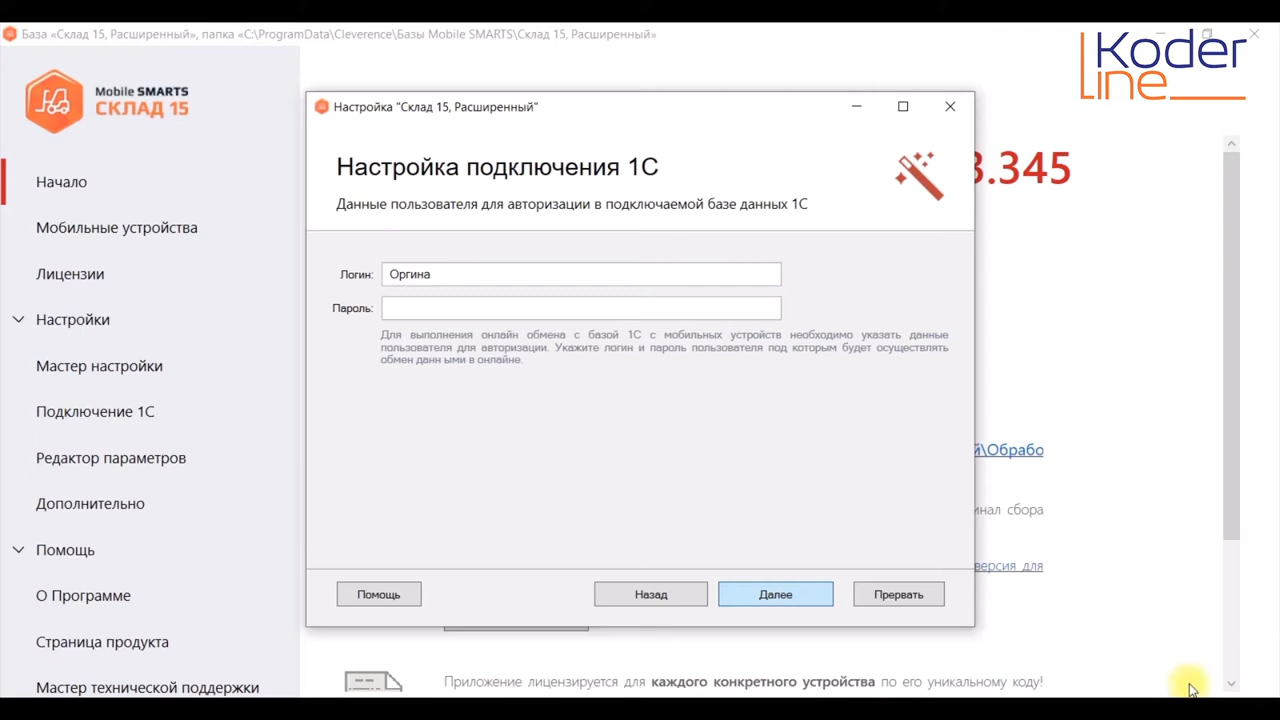 База «Склад 15, Расширенный», папка «C:\ProgramData\Cleverence\Базы Mobile SMARTS\Склад 15, Расширенный»
Koder
line
Mobile SMARTS
СКЛАД 15
Начало
Мобильные устройства
Лицензии
Настройки
Мастер настройки
Подключение 1С
Редактор параметров
Дополнительно
Помощь
О Программе
Страница продукта
Мастер технической поддержки
Настройка "Склад 15, Расширенный"
Настройка подключения 1С
Данные пользователя для авторизации в подключаемой базе данных 1С
Логин: Оргина
Пароль:
Для выполнения онлайн обмена с базой 1С с мобильных устройств необходимо указать данные
пользователя для авторизации. Укажите логин и пароль пользователя под которым будет осуществлять
обмен данн ыми в онлайне.
Помощь
Назад
Далее
Прервать
3.345
й\Обрабо
инал сбора
версия для
Приложение лицензируется для каждого конкретного устройства по его уникальному коду!